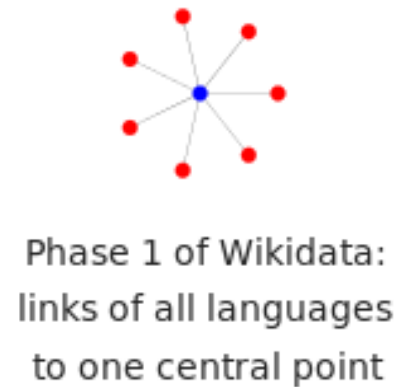 Phase 1 of Wikidata:
links of all languages
to one central point